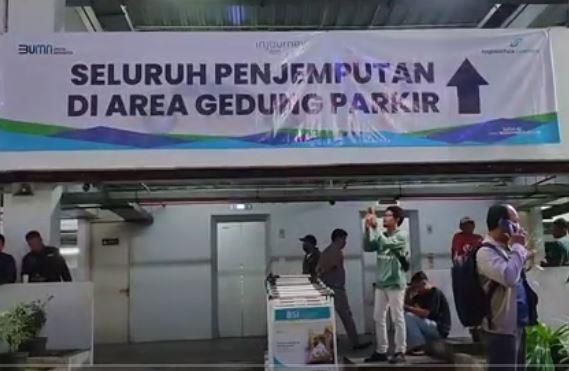 BUMN
injourney
SELURUH PENJEMPUTAN
DI AREA GEDUNG PARKIR
BSI